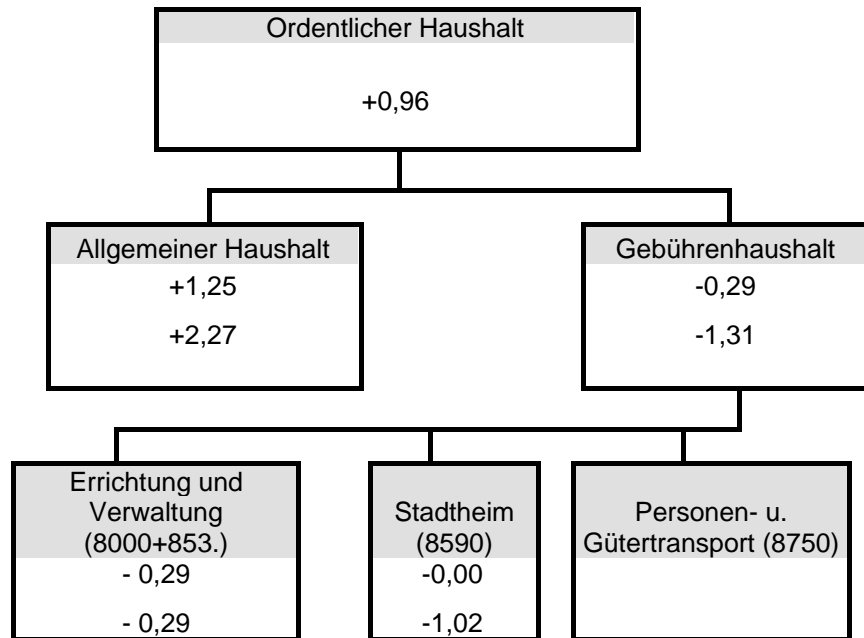 Ordentlicher Haushalt
+0,96
Allgemeiner Haushalt
+1,25
+2,27
Gebührenhaushalt
-0,29
-1,31
Errichtung und
Verwaltung
(8000+853.)
- 0,29
- 0,29
Stadtheim
(8590)
-0,00
-1,02
Personen- u.
Gütertransport (8750)